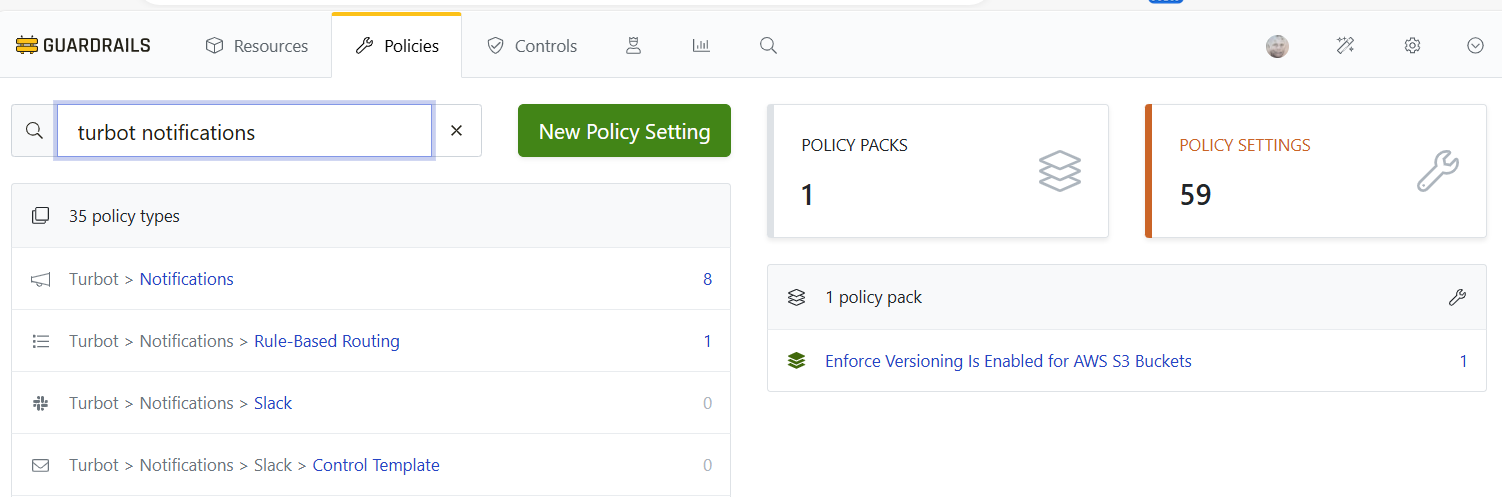 GUARDRAILS
Resources
Policies
Controls
turbot notifications
New Policy Setting
35 policy types
Turbot > Notifications 8
Turbot > Notifications > Rule-Based Routing 1
Turbot > Notifications > Slack 0
Turbot > Notifications > Slack > Control Template 0
POLICY PACKS
1
POLICY SETTINGS
59
1 policy pack
Enforce Versioning Is Enabled for AWS S3 Buckets 1